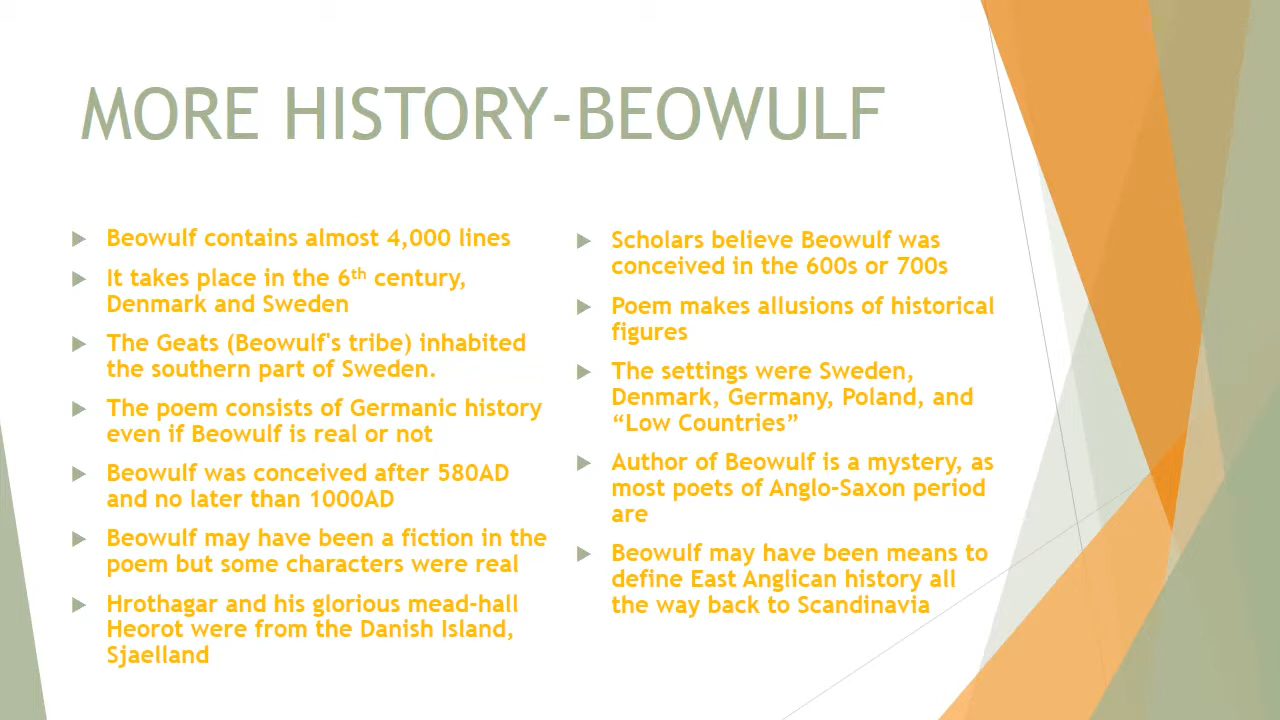 MORE HISTORY-BEOWULF
Beowulf contains almost 4,000 lines
It takes place in the 6th century,
Denmark and Sweden
The Geats (Beowulf's tribe) inhabited
the southern part of Sweden.
The poem consists of Germanic history
even if Beowulf is real or not
Beowulf was conceived after 580AD
and no later than 1000AD
Beowulf may have been a fiction in the
poem but some characters were real
Hrothagar and his glorious mead-hall
Heorot were from the Danish Island,
Sjaelland
Scholars believe Beowulf was
conceived in the 600s or 700s
Poem makes allusions of historical
figures
The settings were Sweden,
Denmark, Germany, Poland, and
“Low Countries”
Author of Beowulf is a mystery, as
most poets of Anglo-Saxon period
are
Beowulf may have been means to
define East Anglican history all
the way back to Scandinavia